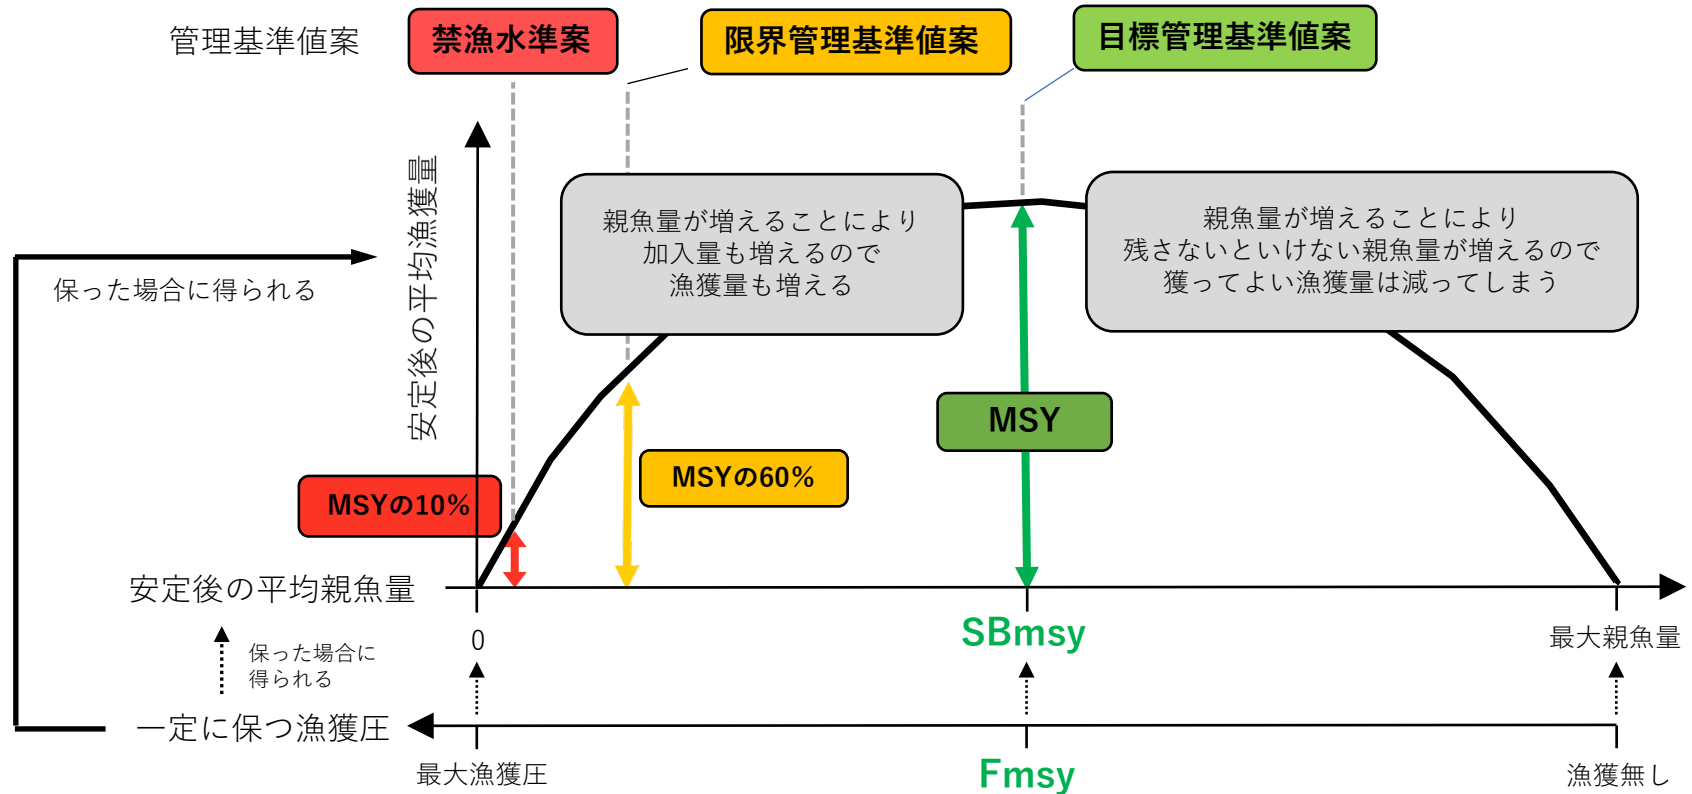 管理基準値案
禁漁水準案
限界管理基準値案
目標管理基準値案
安定後の平均漁獲量
親魚量が増えることにより
加入量も増えるので
漁獲量も増える
親魚量が増えることにより
残さないといけない親魚量が増えるので
獲ってよい漁獲量は減ってしまう
保った場合に得られる
MSY
MSYの60%
MSYの10%
安定後の平均親魚量
0
SBmsy
最大親魚量
保った場合に
得られる
一定に保つ漁獲圧
最大漁獲圧
Fmsy
漁獲無し